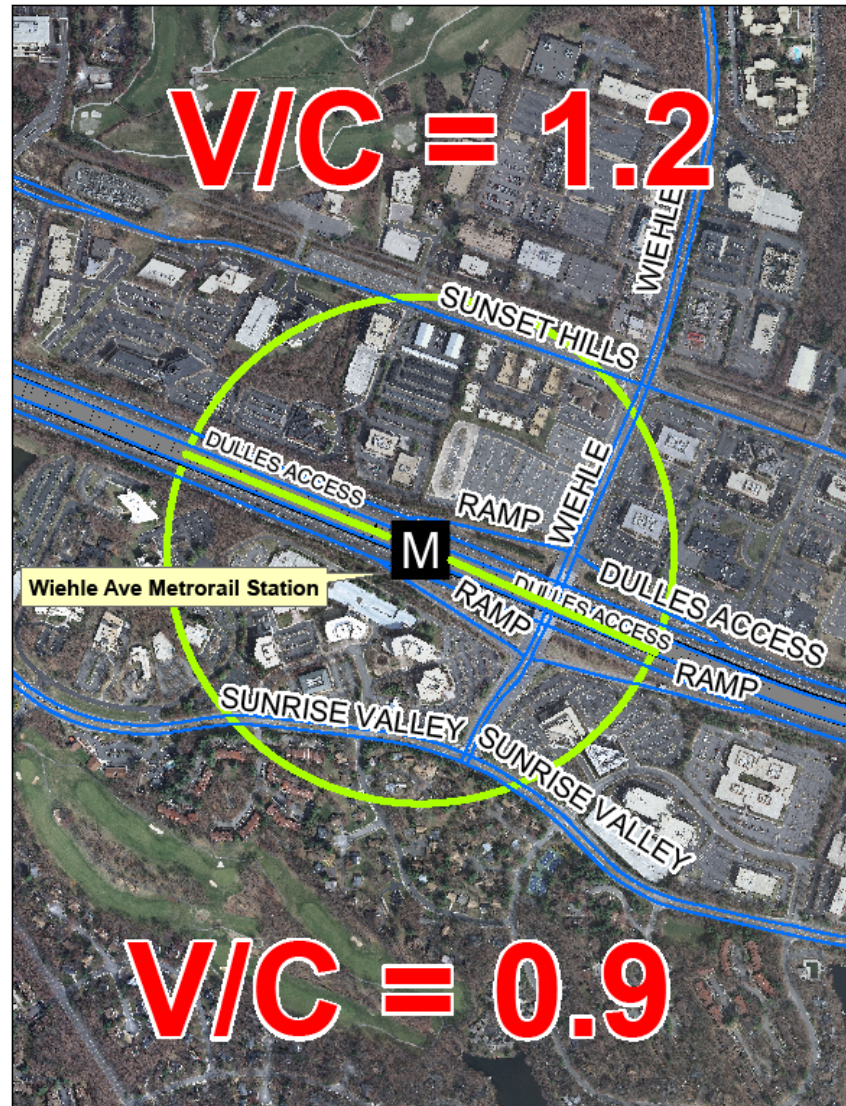 V/C = 1.2
WIEHLE
SUNSET HILLS
WIEHLE
DULLES ACCESS
RAMP
M
DULLES ACCESS
Wiehle Ave Metrorail Station
DULLES ACCESS
RAMP
RAMP
SUNRISE VALLEY
SUNRISE VALLEY
V/C = 0.9